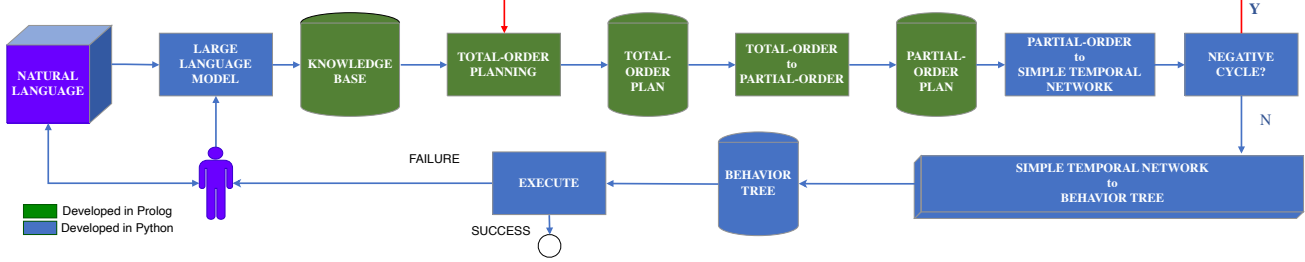 Y
NATURAL
LANGUAGE
LARGE
LANGUAGE
MODEL
KNOWLEDGE
BASE
TOTAL-ORDER
PLANNING
TOTAL-
ORDER
PLAN
TOTAL-ORDER
to
PARTIAL-ORDER
PARTIAL-
ORDER
PLAN
PARTIAL-ORDER
to
SIMPLE TEMPORAL
NETWORK
NEGATIVE
CYCLE?
N
SIMPLE TEMPORAL NETWORK
to
BEHAVIOR TREE
BEHAVIOR
TREE
EXECUTE
FAILURE
SUCCESS
Developed in Prolog
Developed in Python